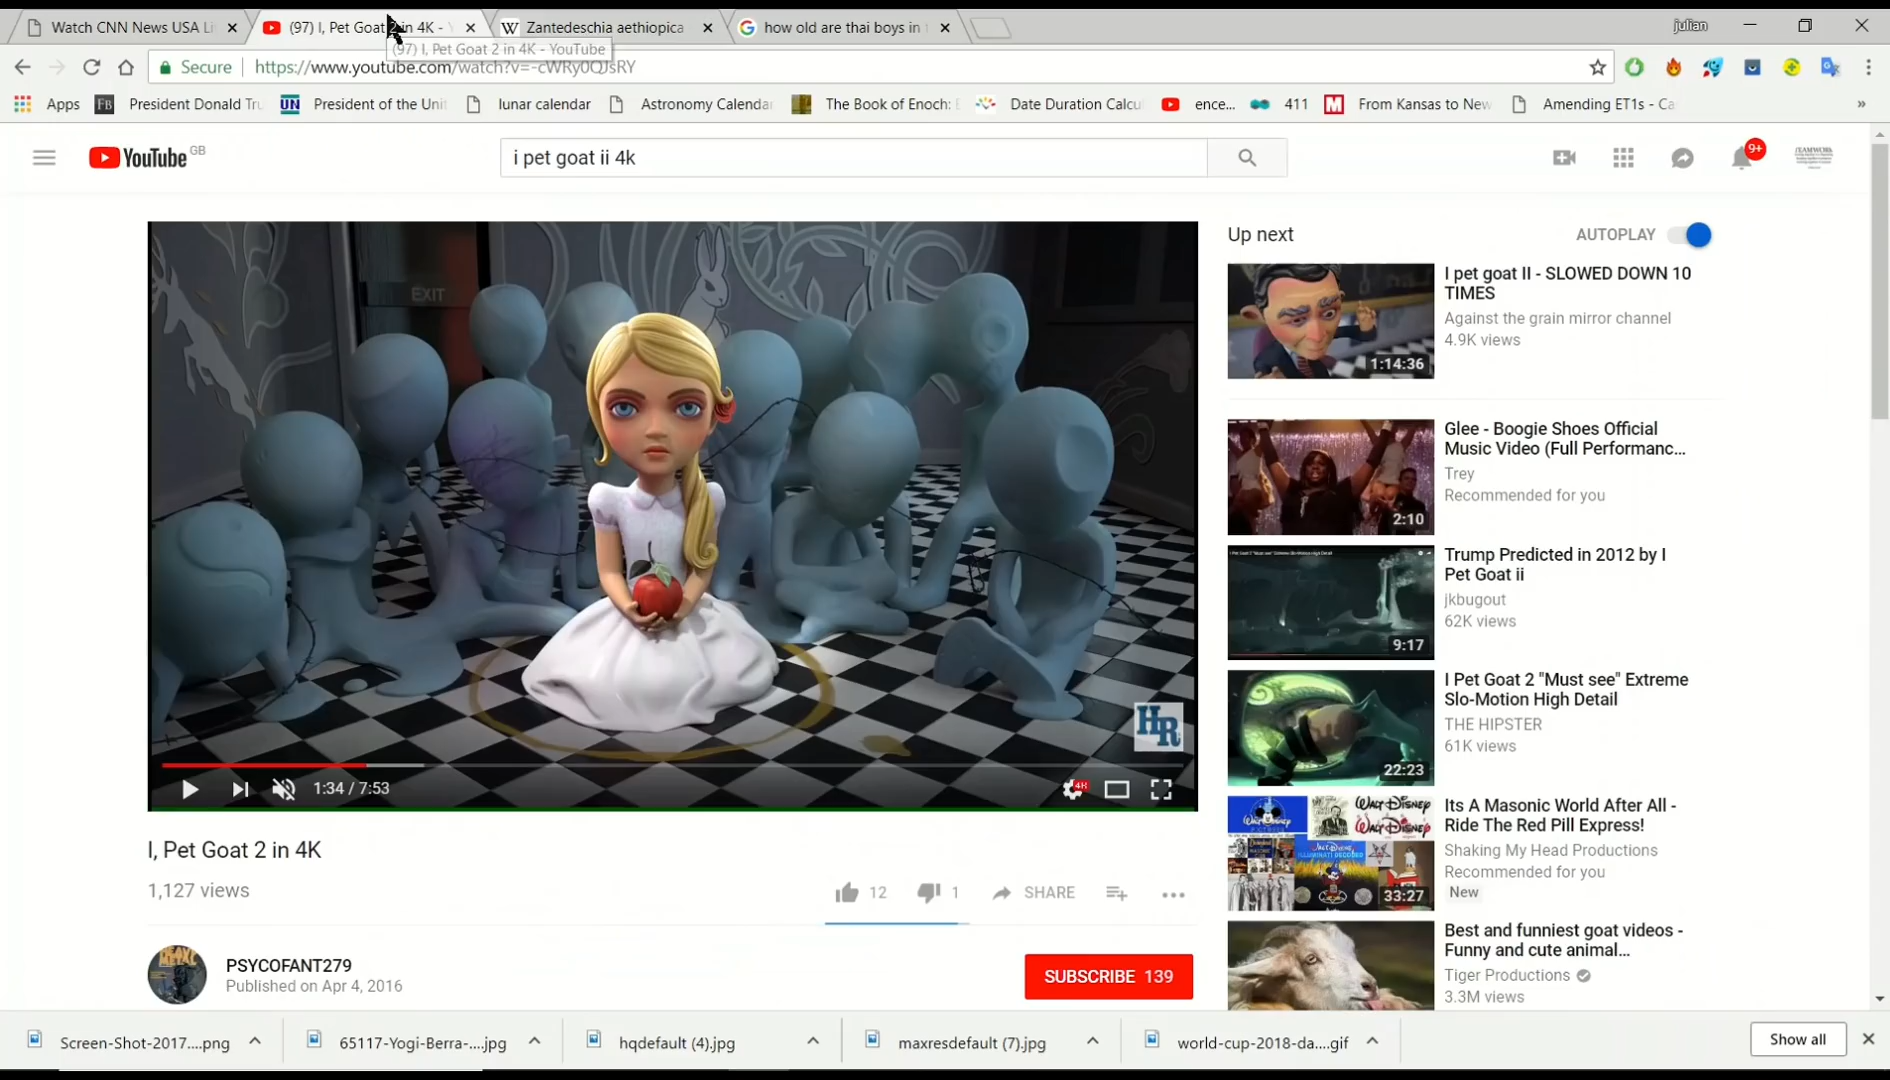 Watch CNN News USA Li
(97) I, Pet Goat 2 in 4K -
Zantedeschia aethiopica
how old are thai boys in
julian
(97) I, Pet Goat 2 in 4K - YouTube
Secure
https://www.youtube.com/watch?v=-cWRy0QJsRY
Apps
FB President Donald Tru
UN President of the Unit
lunar calendar
Astronomy Calenda
The Book of Enoch:
Date Duration Calcu
ence...
411
M From Kansas to New
Amending ET1s - Ca
»
YouTube GB
i pet goat ii 4k
9+
TEAMWORK
EXIT
HR
1:34 / 7:53
4K
Up next
AUTOPLAY
I pet goat II - SLOWED DOWN 10
TIMES
Against the grain mirror channel
4.9K views
1:14:36
Glee - Boogie Shoes Official
Music Video (Full Performanc...
Trey
Recommended for you
2:10
Trump Predicted in 2012 by I
Pet Goat ii
jkbugout
62K views
9:17
I Pet Goat 2 "Must see" Extreme
Slo-Motion High Detail
THE HIPSTER
61K views
22:23
Its A Masonic World After All -
Ride The Red Pill Express!
Shaking My Head Productions
Recommended for you
New
33:27
Best and funniest goat videos -
Funny and cute animal...
Tiger Productions
3.3M views
I, Pet Goat 2 in 4K
1,127 views
12
1
SHARE
PSYCOFANT279
Published on Apr 4, 2016
SUBSCRIBE 139
Screen-Shot-2017....png
65117-Yogi-Berra-....jpg
hqdefault (4).jpg
maxresdefault (7).jpg
world-cup-2018-da....gif
Show all